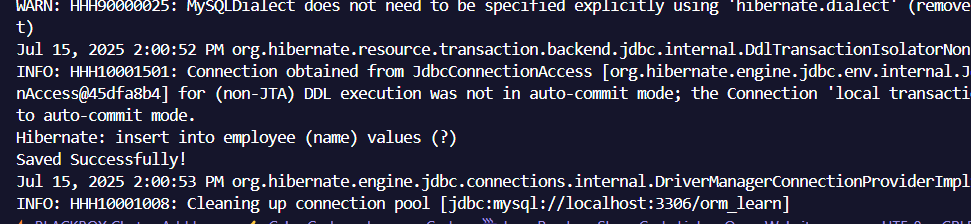 WARN: HHH90000025: MySQLDialect does not need to be specified explicitly using 'hibernate.dialect' (remove
t)
Jul 15, 2025 2:00:52 PM org.hibernate.resource.transaction.backend.jdbc.internal.DdlTransactionIsolatorNon
INFO: HHH10001501: Connection obtained from JdbcConnectionAccess [org.hibernate.engine.jdbc.env.internal.J
nAccess@45dfa8b4] for (non-JTA) DDL execution was not in auto-commit mode; the Connection 'local transacti
to auto-commit mode.
Hibernate: insert into employee (name) values (?)
Saved Successfully!
Jul 15, 2025 2:00:53 PM org.hibernate.engine.jdbc.connections.internal.DriverManagerConnectionProviderImpl
INFO: HHH10001008: Cleaning up connection pool [jdbc:mysql://localhost:3306/orm_learn]